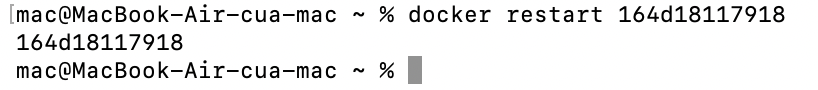 [mac@MacBook-Air-cua-mac ~ % docker restart 164d18117918
164d18117918
mac@MacBook-Air-cua-mac ~ %